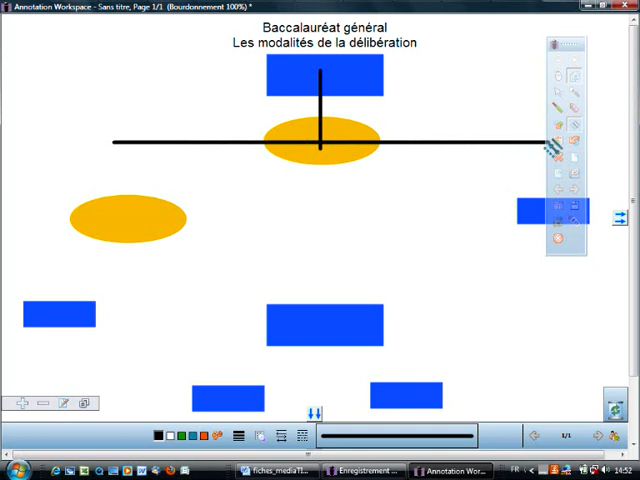 Annotation Workspace - Sans titre, Page 1/1 (Bourdonnement 100%) *
Baccalauréat général
Les modalités de la délibération
1/1
fiches_mediaTI...
Enregistrement ...
Annotation Wo...
FR
14:52